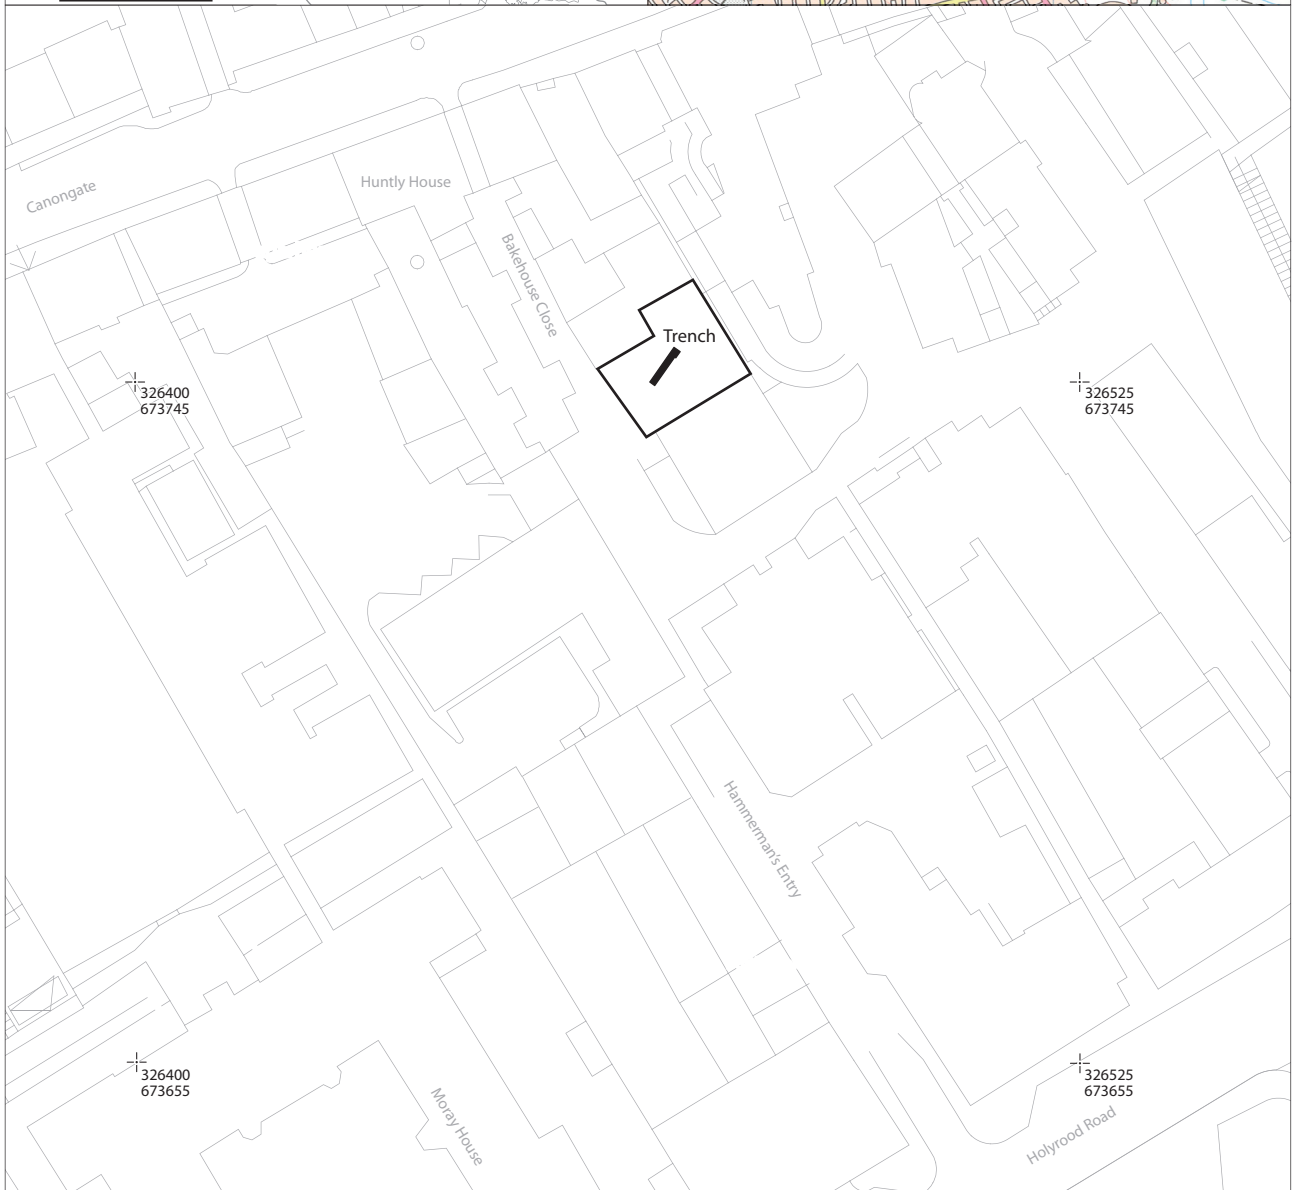 Canongate
Huntly House
Bakehouse Close
Trench
326400
673745
326525
673745
Hammerman's Entry
326400
673655
326525
673655
Moray House
Holyrood Road